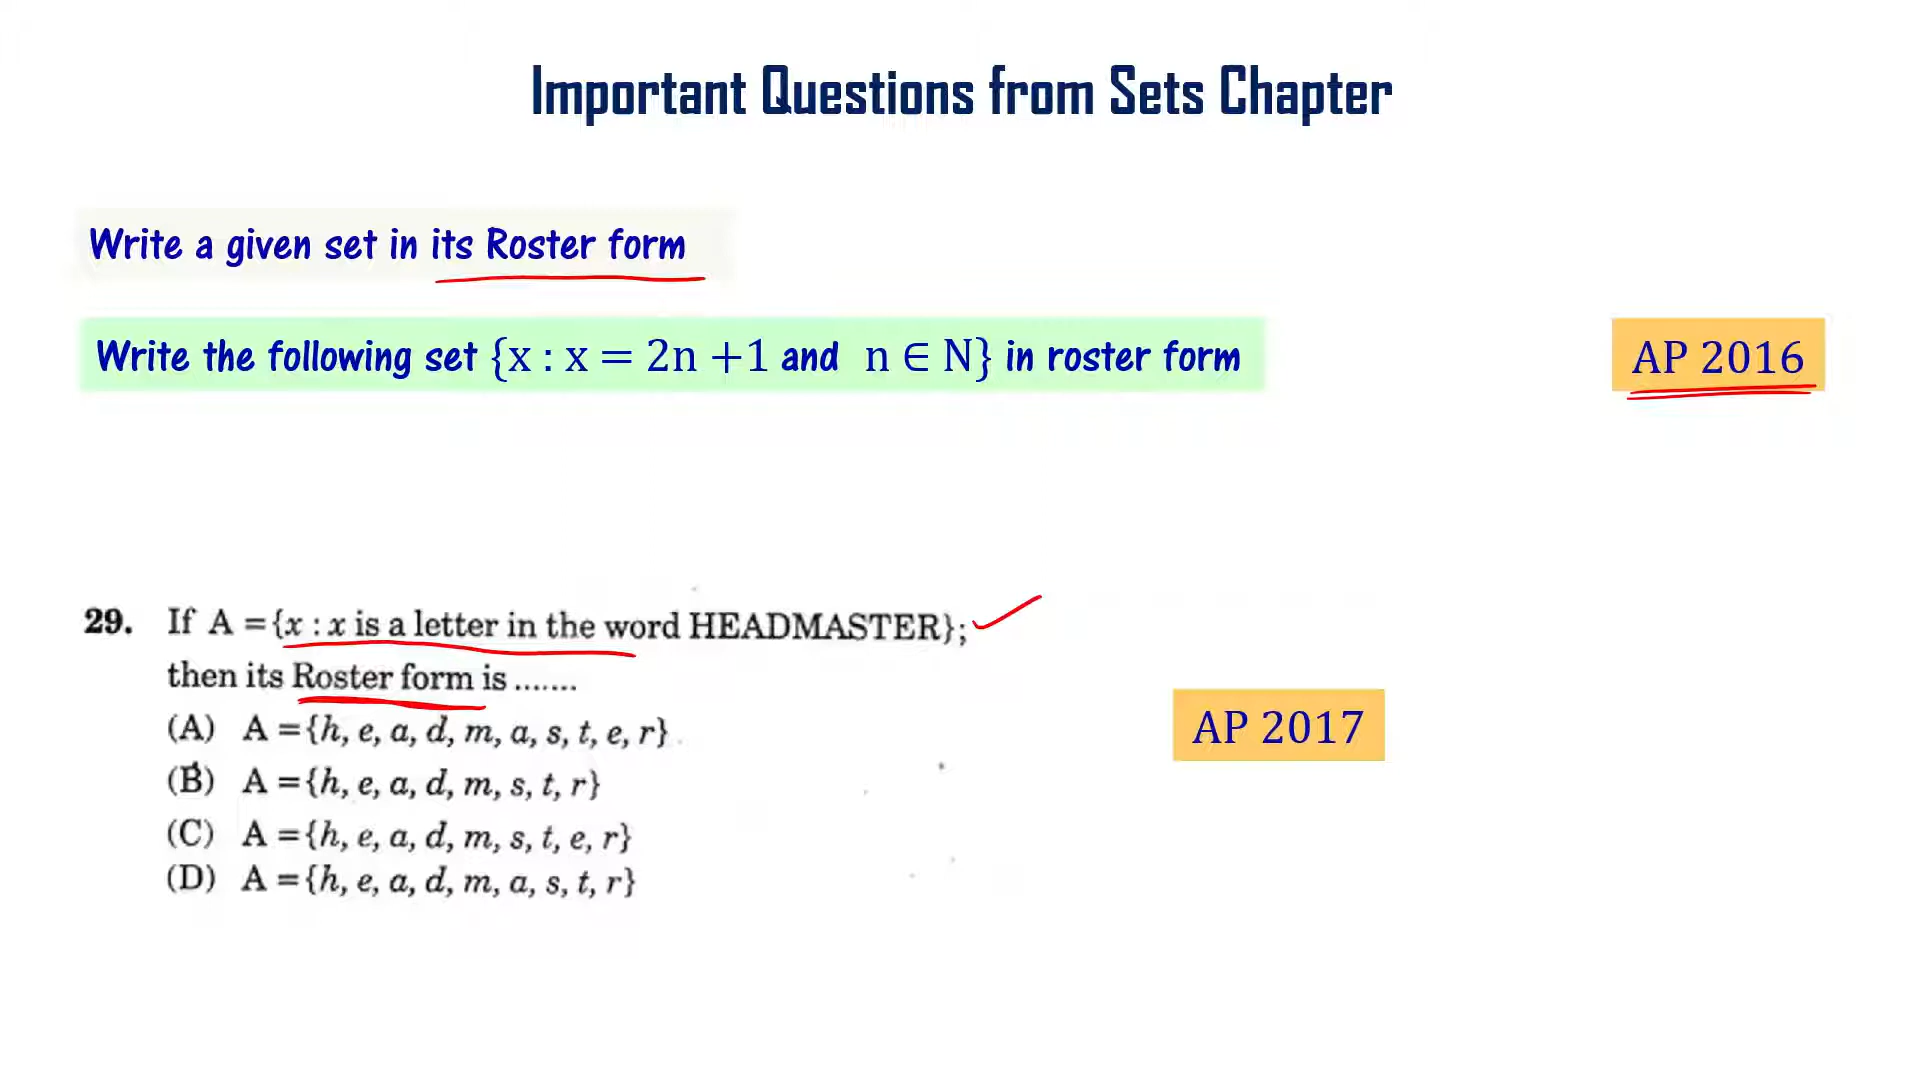 Important Questions from Sets Chapter
Write a given set in its Roster form
Write the following set {x : x = 2n +1 and n ∈ N} in roster form
AP 2016
29. If A = {x : x is a letter in the word HEADMASTER};
then its Roster form is .......
(A) A = {h, e, a, d, m, a, s, t, e, r}
AP 2017
(B) A = {h, e, a, d, m, s, t, r}
(C) A = {h, e, a, d, m, s, t, e, r}
(D) A = {h, e, a, d, m, a, s, t, r}